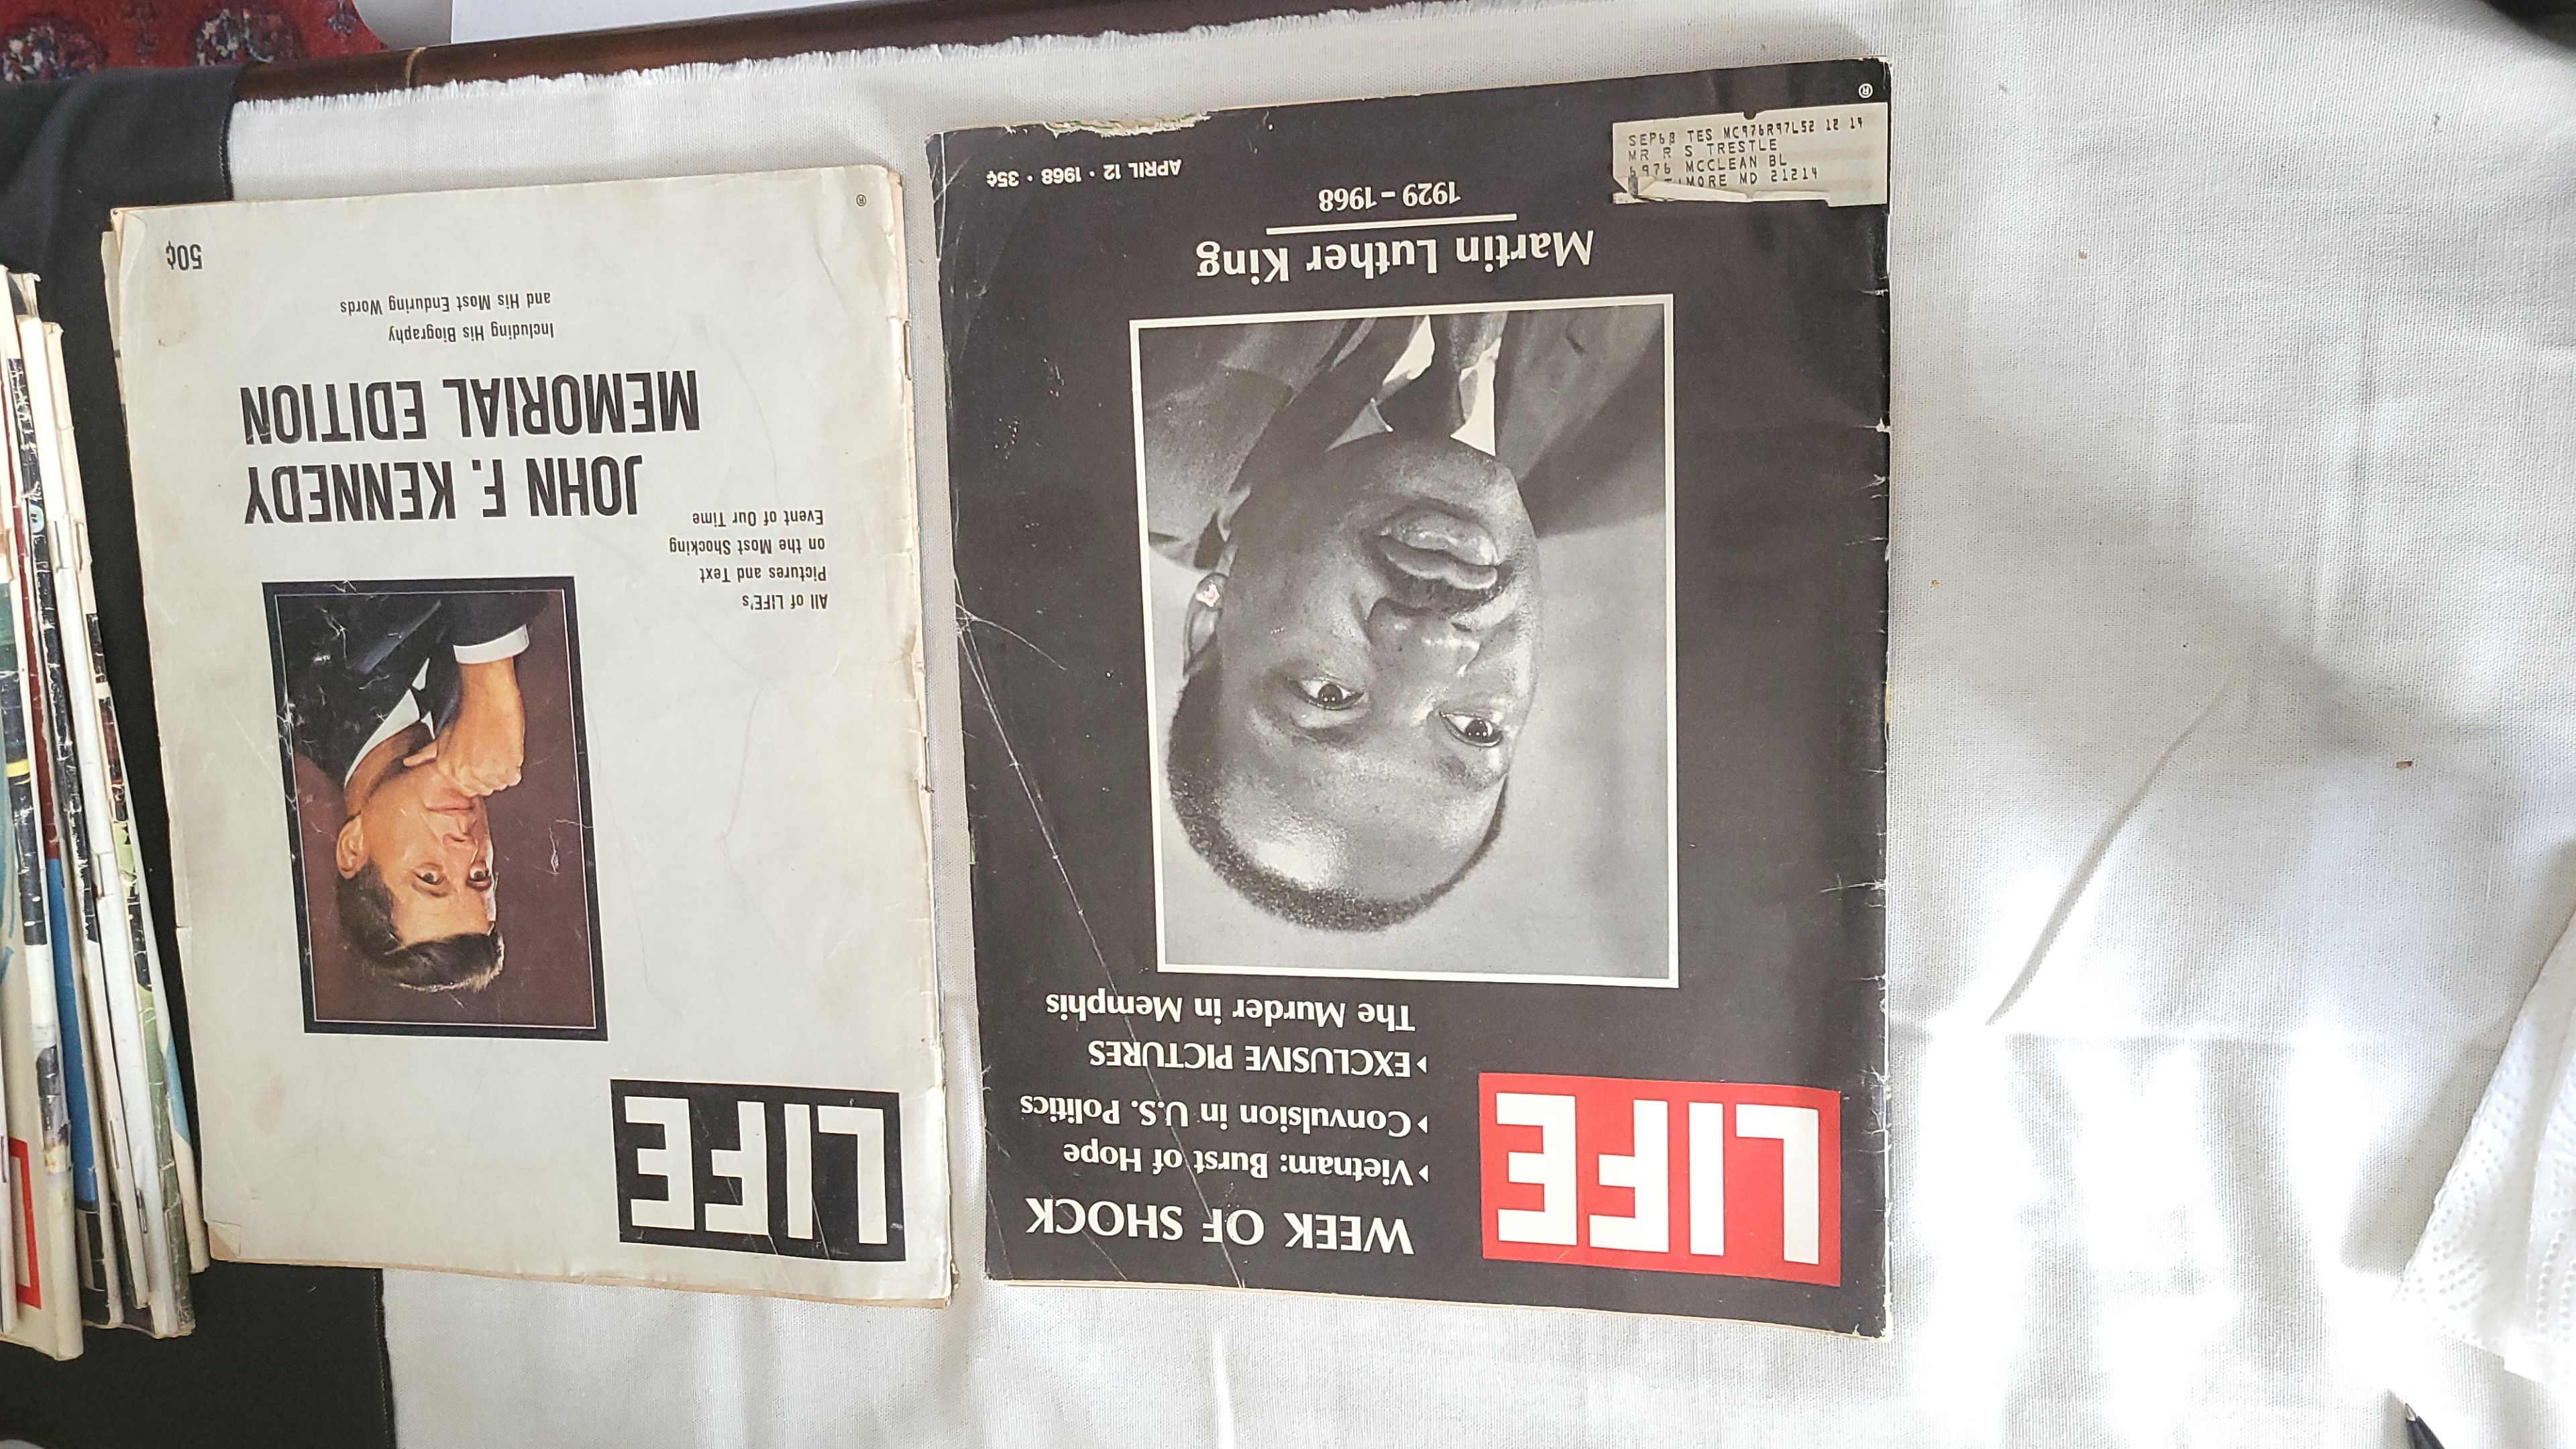 LIFE
All of LIFE's
Pictures and Text
on the Most Shocking
Event of Our Time
JOHN F. KENNEDY
MEMORIAL EDITION
Including His Biography
and His Most Enduring Words
50¢
®
LIFE
WEEK OF SHOCK
▸ Vietnam: Burst of Hope
▸ Convulsion in U.S. Politics
▸ EXCLUSIVE PICTURES
The Murder in Memphis
Martin Luther King
1929 – 1968
APRIL 12 · 1968 · 35¢
®
SEP68 TES MC976R97L52 12 19
MR R S TRESTLE
6976 MCCLEAN BL
MORE MD 21214